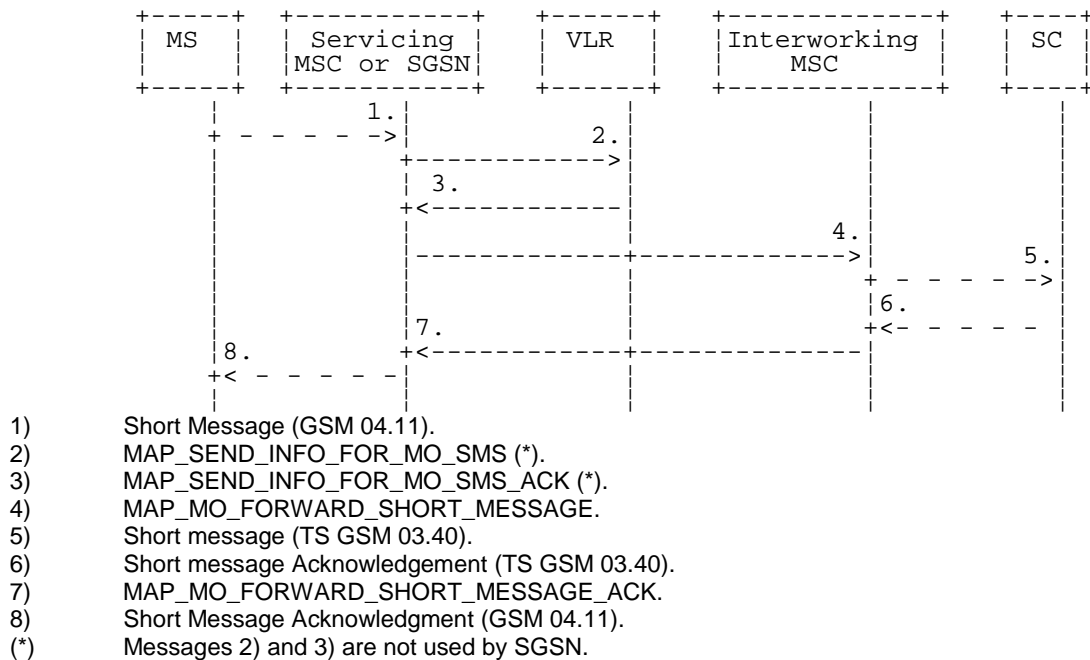 MS Servicing VLR Interworking SC
MSC or SGSN MSC
1.
2.
3.
4.
5.
6.
7.
8.
1) Short Message (GSM 04.11).
2) MAP_SEND_INFO_FOR_MO_SMS (*).
3) MAP_SEND_INFO_FOR_MO_SMS_ACK (*).
4) MAP_MO_FORWARD_SHORT_MESSAGE.
5) Short message (TS GSM 03.40).
6) Short message Acknowledgement (TS GSM 03.40).
7) MAP_MO_FORWARD_SHORT_MESSAGE_ACK.
8) Short Message Acknowledgment (GSM 04.11).
(*) Messages 2) and 3) are not used by SGSN.